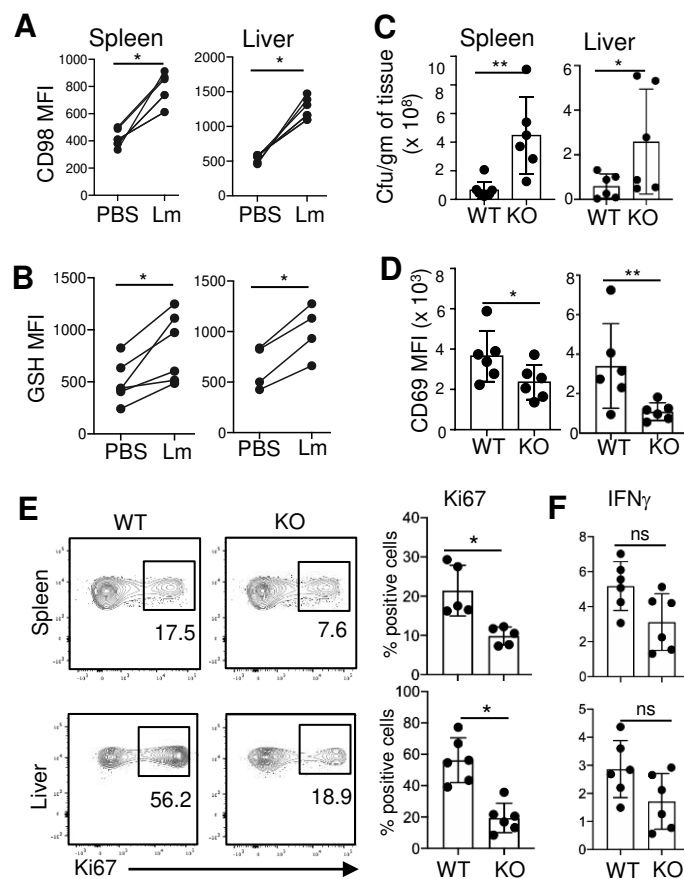 A
Spleen
Liver
CD98 MFI
1000
800
600
400
200
0
*
PBS Lm
2000
1500
1000
500
0
*
PBS Lm
C
Spleen
Liver
Cfu/gm of tissue
(x 10⁸)
10
8
6
4
2
0
**
WT KO
6
4
2
0
*
WT KO
B
GSH MFI
1500
1000
500
0
*
PBS Lm
1500
1000
500
0
*
PBS Lm
D
CD69 MFI (x 10³)
8
6
4
2
0
*
WT KO
8
6
4
2
0
**
WT KO
E
WT
KO
Spleen
17.5
7.6
Liver
56.2
18.9
Ki67
Ki67
% positive cells
40
30
20
10
0
*
% positive cells
100
80
60
40
20
0
*
WT KO
F
IFNγ
8
6
4
2
0
ns
5
4
3
2
1
0
ns
WT KO